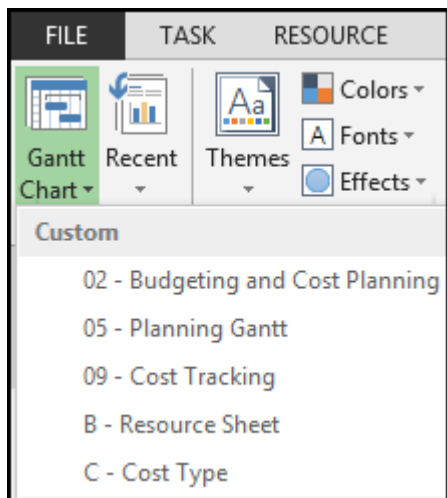 FILE TASK RESOURCE
Gantt Chart
Recent
Aa
Themes
Colors
A Fonts
Effects
Custom
02 - Budgeting and Cost Planning
05 - Planning Gantt
09 - Cost Tracking
B - Resource Sheet
C - Cost Type